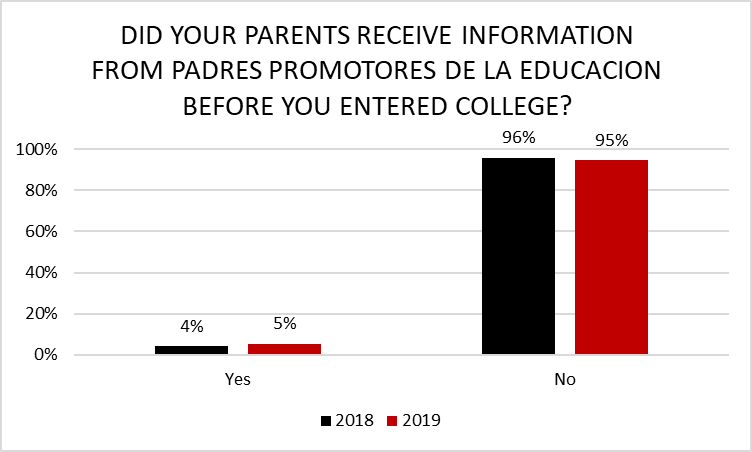 DID YOUR PARENTS RECEIVE INFORMATION
FROM PADRES PROMOTORES DE LA EDUCACION
BEFORE YOU ENTERED COLLEGE?
96%
95%
100%
80%
60%
40%
20%
4%
5%
0%
Yes
No
2018
2019